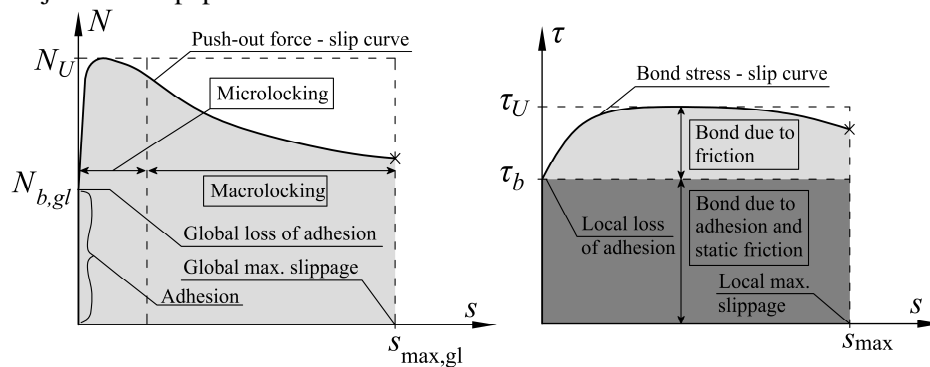 N
Push-out force - slip curve
N_U
Microlocking
N_b,gl
Macrolocking
Global loss of adhesion
Global max. slippage
Adhesion
s
s_max,gl
τ
Bond stress - slip curve
τ_U
Bond due to
friction
τ_b
Bond due to
adhesion and
static friction
Local loss
of adhesion
Local max.
slippage
s
s_max